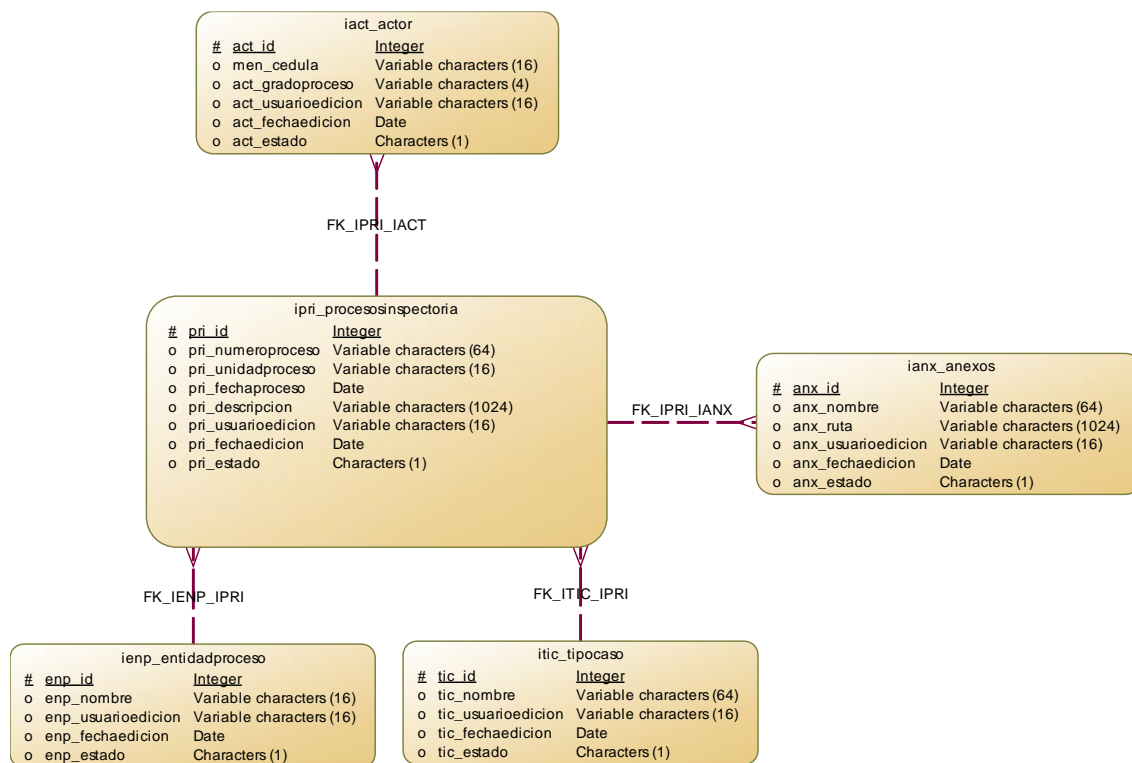 iact_actor
# act_id Integer
o men_cedula Variable characters (16)
o act_gradoproceso Variable characters (4)
o act_usuarioedicion Variable characters (16)
o act_fechaedicion Date
o act_estado Characters (1)
FK_IPRI_IACT
ipri_procesosinspectoria
# pri_id Integer
o pri_numeroproceso Variable characters (64)
o pri_unidadproceso Variable characters (16)
o pri_fechaproceso Date
o pri_descripcion Variable characters (1024)
o pri_usuarioedicion Variable characters (16)
o pri_fechaedicion Date
o pri_estado Characters (1)
FK_IPRI_IANX
ianx_anexos
# anx_id Integer
o anx_nombre Variable characters (64)
o anx_ruta Variable characters (1024)
o anx_usuarioedicion Variable characters (16)
o anx_fechaedicion Date
o anx_estado Characters (1)
FK_IENP_IPRI
FK_ITIC_IPRI
ienp_entidadproceso
# enp_id Integer
o enp_nombre Variable characters (16)
o enp_usuarioedicion Variable characters (16)
o enp_fechaedicion Date
o enp_estado Characters (1)
itic_tipocaso
# tic_id Integer
o tic_nombre Variable characters (64)
o tic_usuarioedicion Variable characters (16)
o tic_fechaedicion Date
o tic_estado Characters (1)